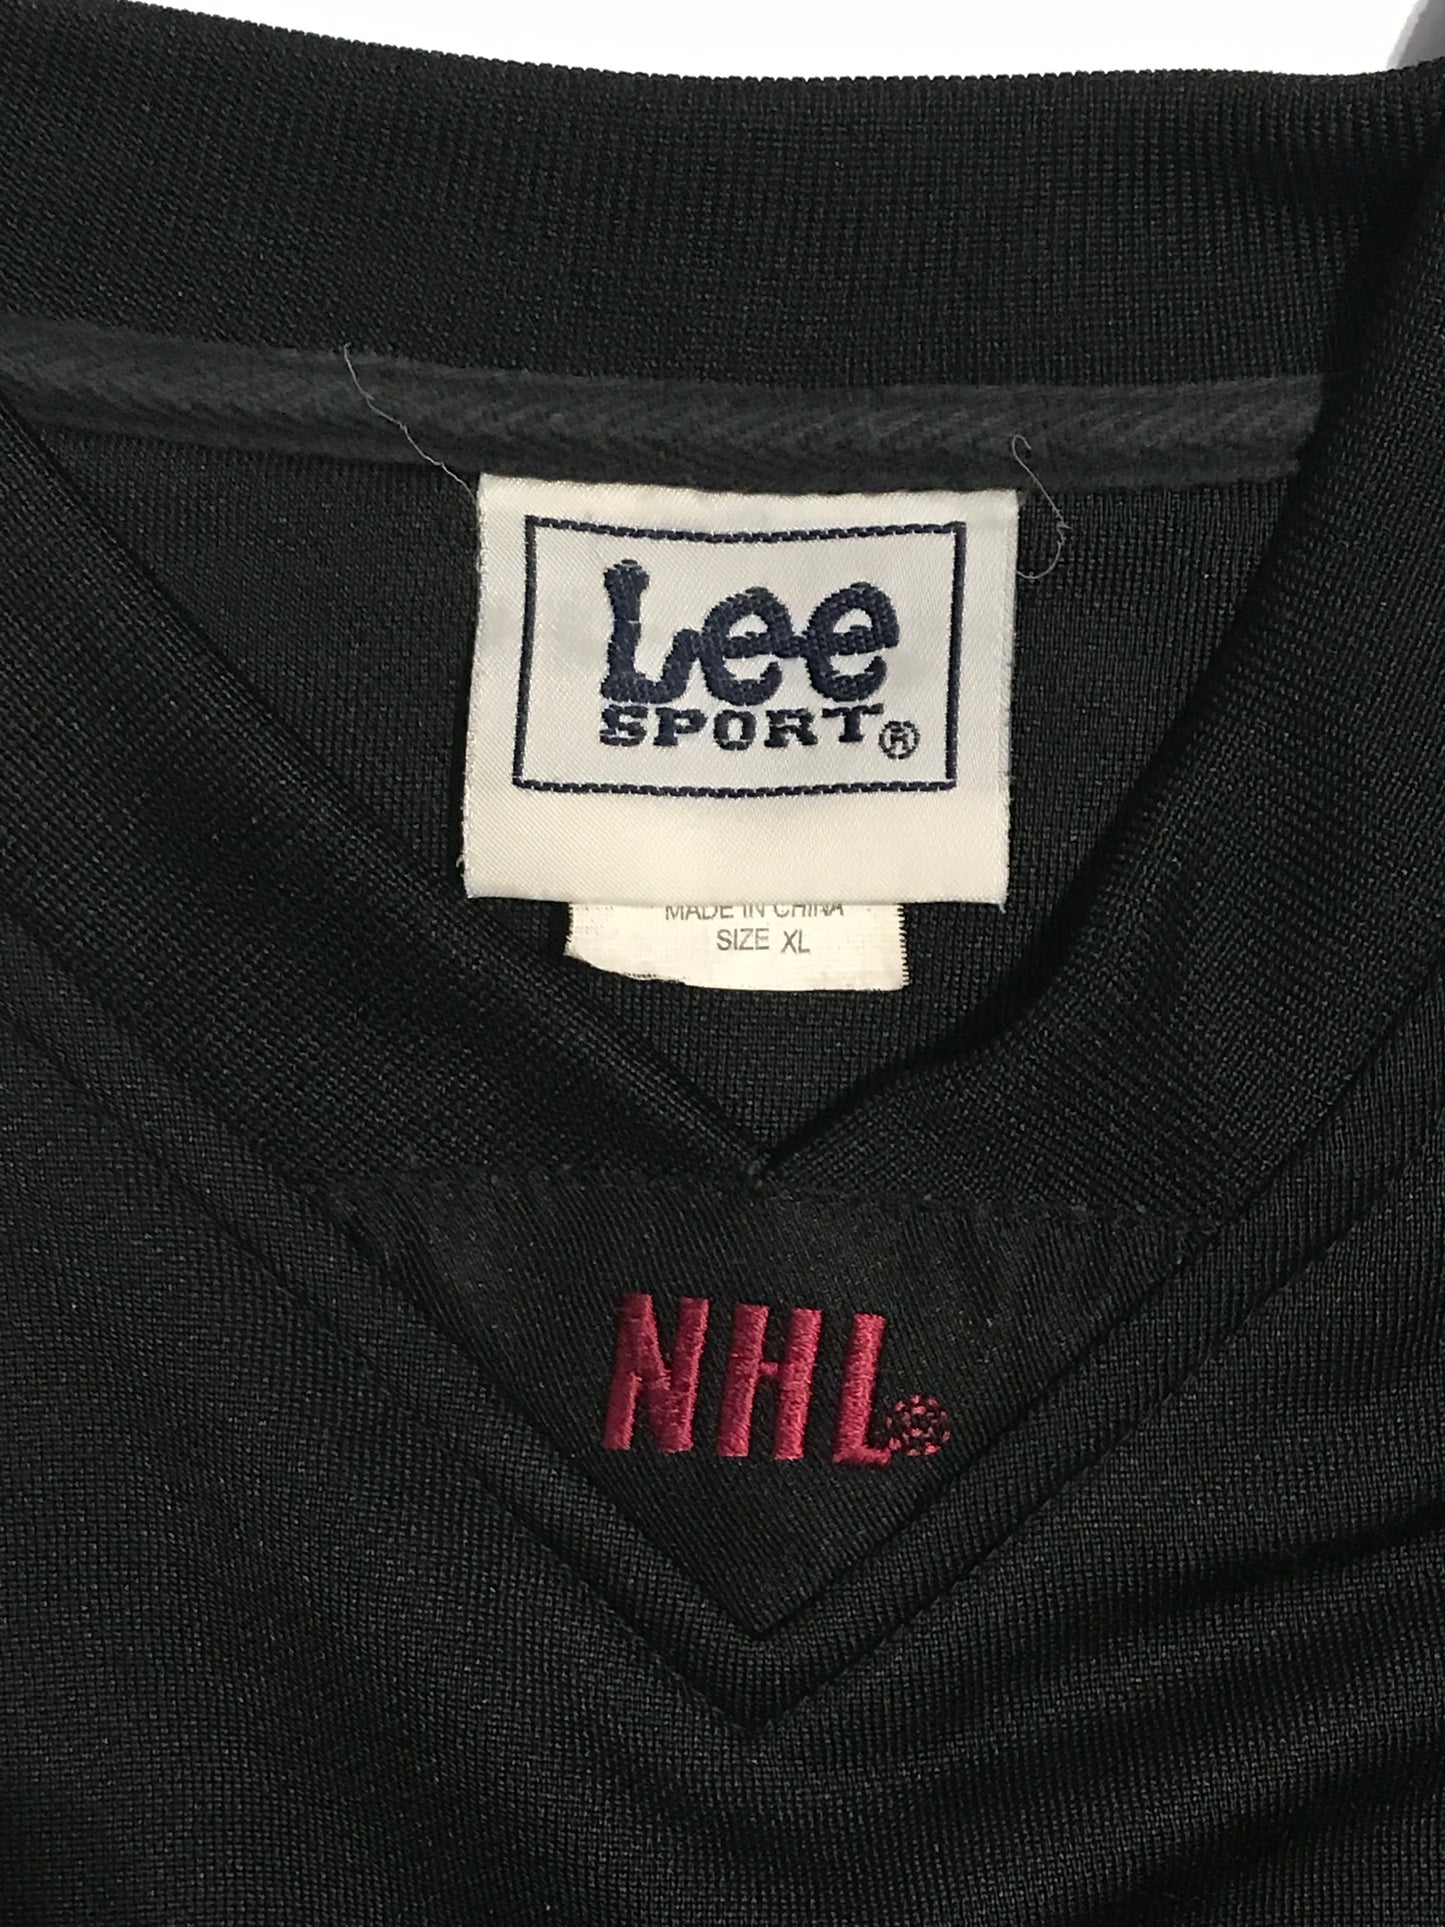 Lee
SPORT®
MADE IN CHINA
SIZE XL
NHL®